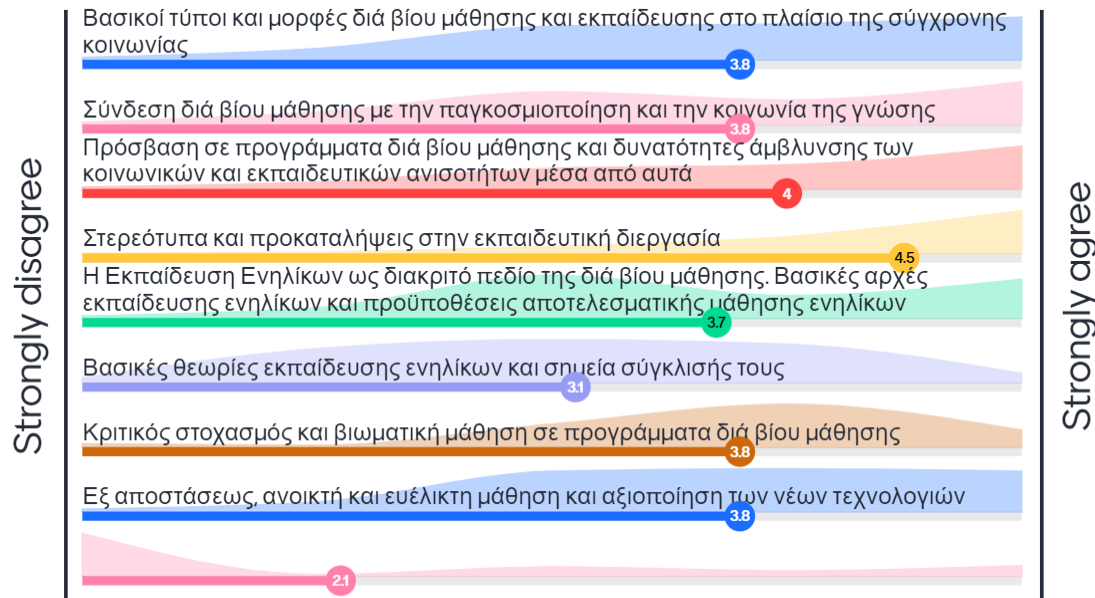 Strongly disagree
Βασικοί τύποι και μορφές διά βίου μάθησης και εκπαίδευσης στο πλαίσιο της σύγχρονης
κοινωνίας
3.8
Σύνδεση διά βίου μάθησης με την παγκοσμιοποίηση και την κοινωνία της γνώσης
3.8
Πρόσβαση σε προγράμματα διά βίου μάθησης και δυνατότητες άμβλυνσης των
κοινωνικών και εκπαιδευτικών ανισοτήτων μέσα από αυτά
4
Στερεότυπα και προκαταλήψεις στην εκπαιδευτική διεργασία
4.5
Η Εκπαίδευση Ενηλίκων ως διακριτό πεδίο της διά βίου μάθησης. Βασικές αρχές
εκπαίδευσης ενηλίκων και προϋποθέσεις αποτελεσματικής μάθησης ενηλίκων
3.7
Βασικές θεωρίες εκπαίδευσης ενηλίκων και σημεία σύγκλισής τους
3.1
Κριτικός στοχασμός και βιωματική μάθηση σε προγράμματα διά βίου μάθησης
3.8
Εξ αποστάσεως, ανοικτή και ευέλικτη μάθηση και αξιοποίηση των νέων τεχνολογιών
3.8
2.1
Strongly agree